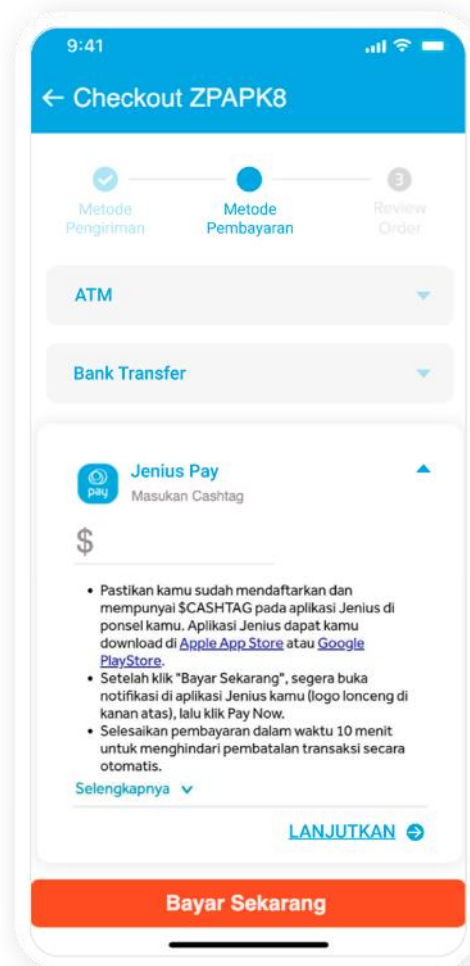 9:41
← Checkout ZPAPK8
3
Metode
Pengiriman
Metode
Pembayaran
Review
Order
ATM
Bank Transfer
pay
Jenius Pay
Masukan Cashtag
$
• Pastikan kamu sudah mendaftarkan dan
mempunyai $CASHTAG pada aplikasi Jenius di
ponsel kamu. Aplikasi Jenius dapat kamu
download di Apple App Store atau Google
PlayStore.
• Setelah klik "Bayar Sekarang", segera buka
notifikasi di aplikasi Jenius kamu (logo lonceng di
kanan atas), lalu klik Pay Now.
• Selesaikan pembayaran dalam waktu 10 menit
untuk menghindari pembatalan transaksi secara
otomatis.
Selengkapnya
LANJUTKAN
Bayar Sekarang